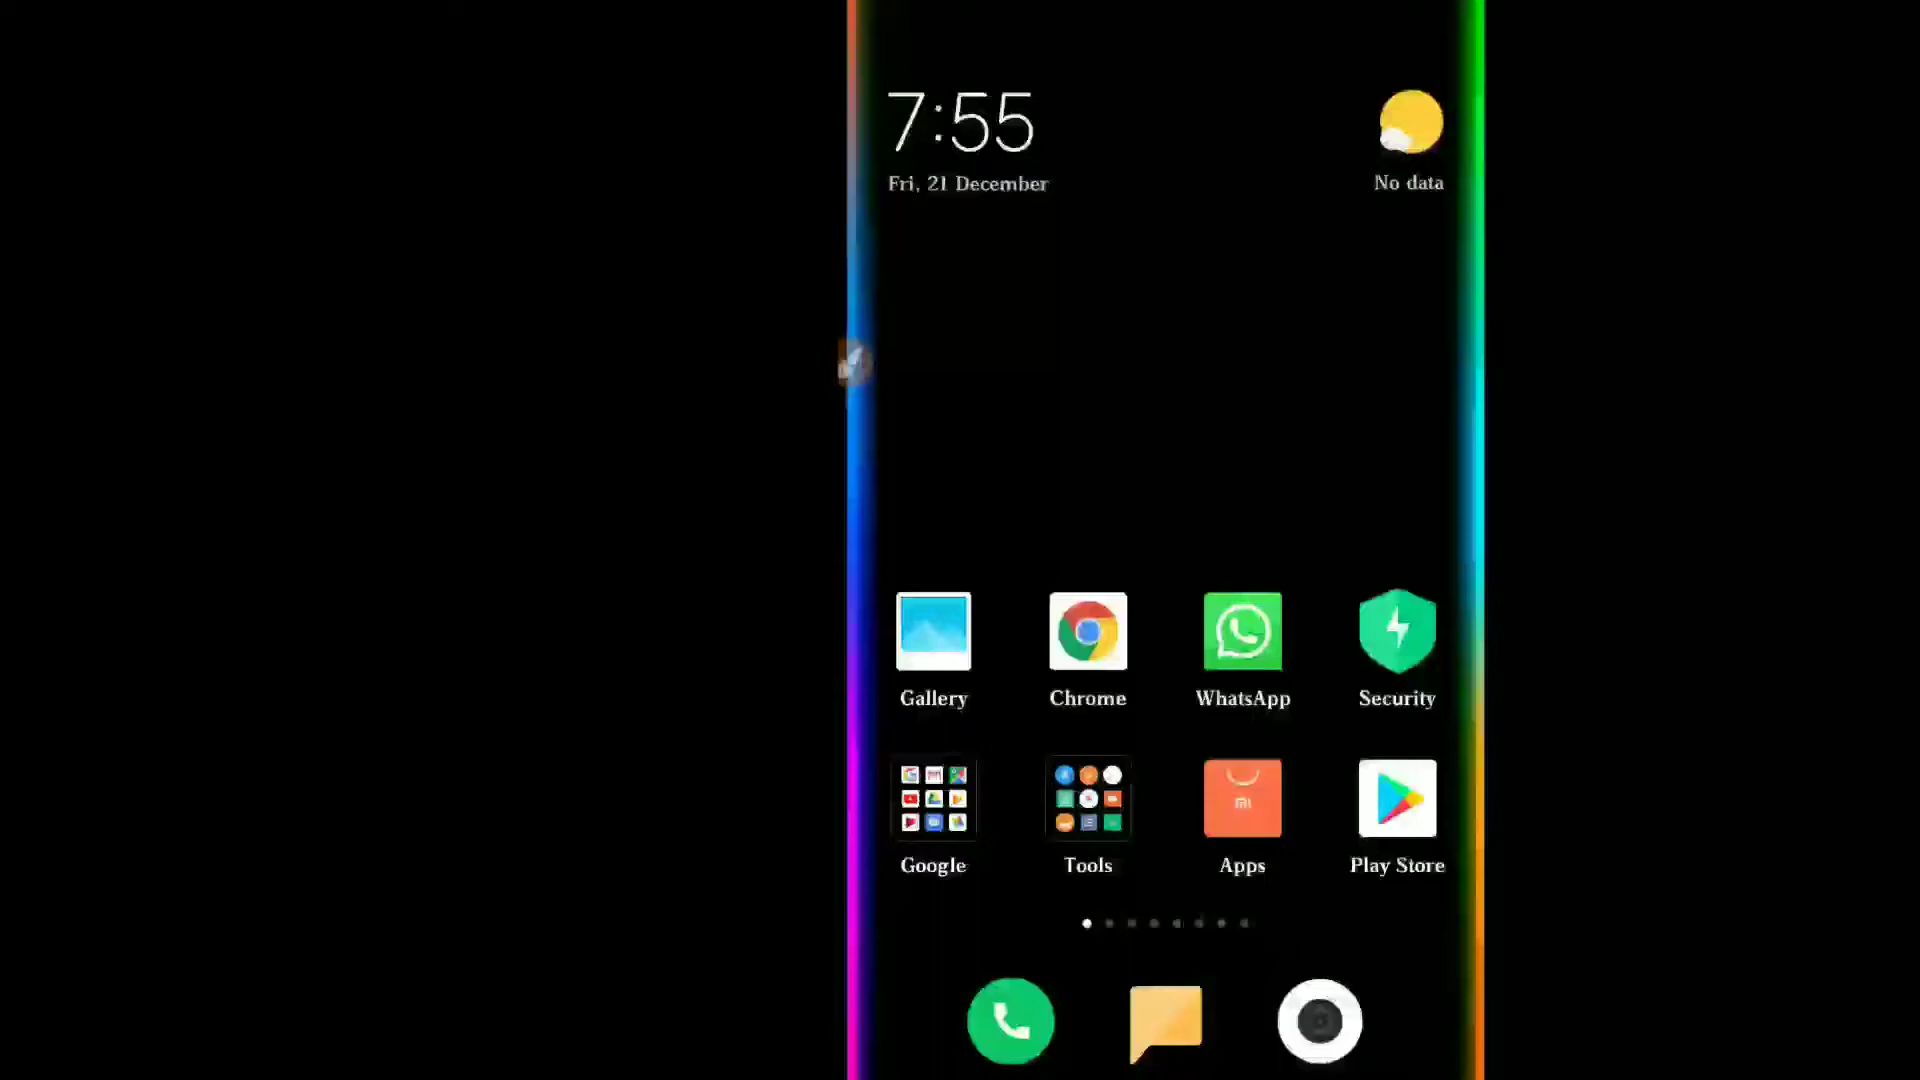 7:55
Fri, 21 December
No data
Gallery
Chrome
WhatsApp
Security
Google
Tools
Apps
Play Store